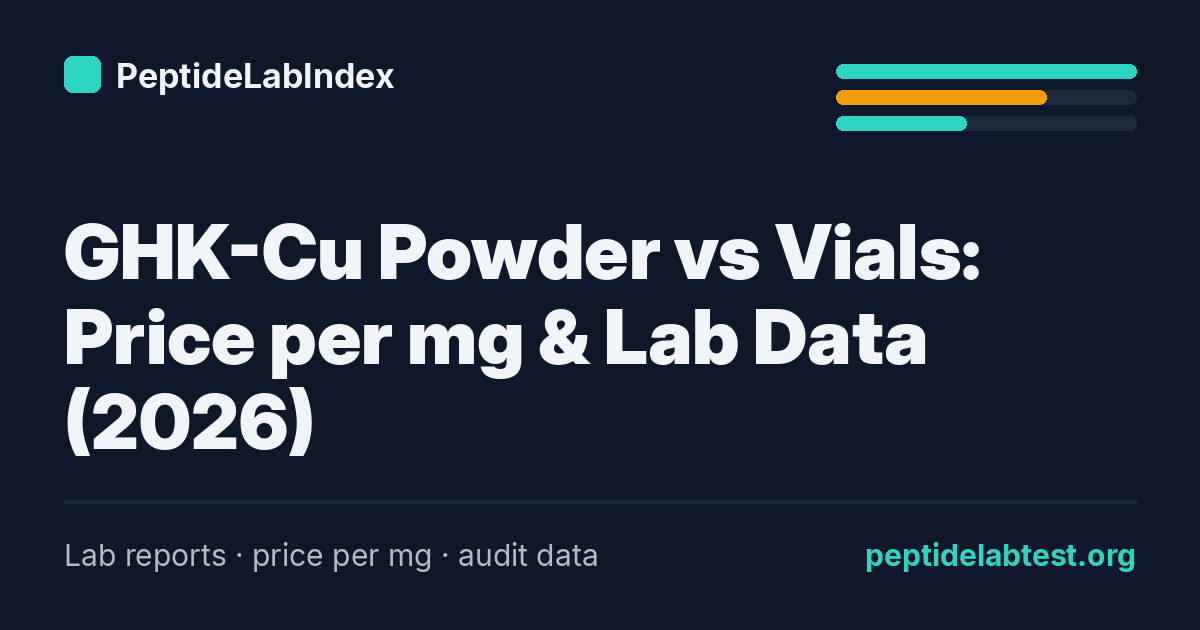 PeptideLabIndex
GHK-Cu Powder vs Vials:
Price per mg & Lab Data
(2026)
Lab reports · price per mg · audit data
peptidelabtest.org